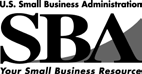 U.S. Small Business Administration
SBA
Your Small Business Resource